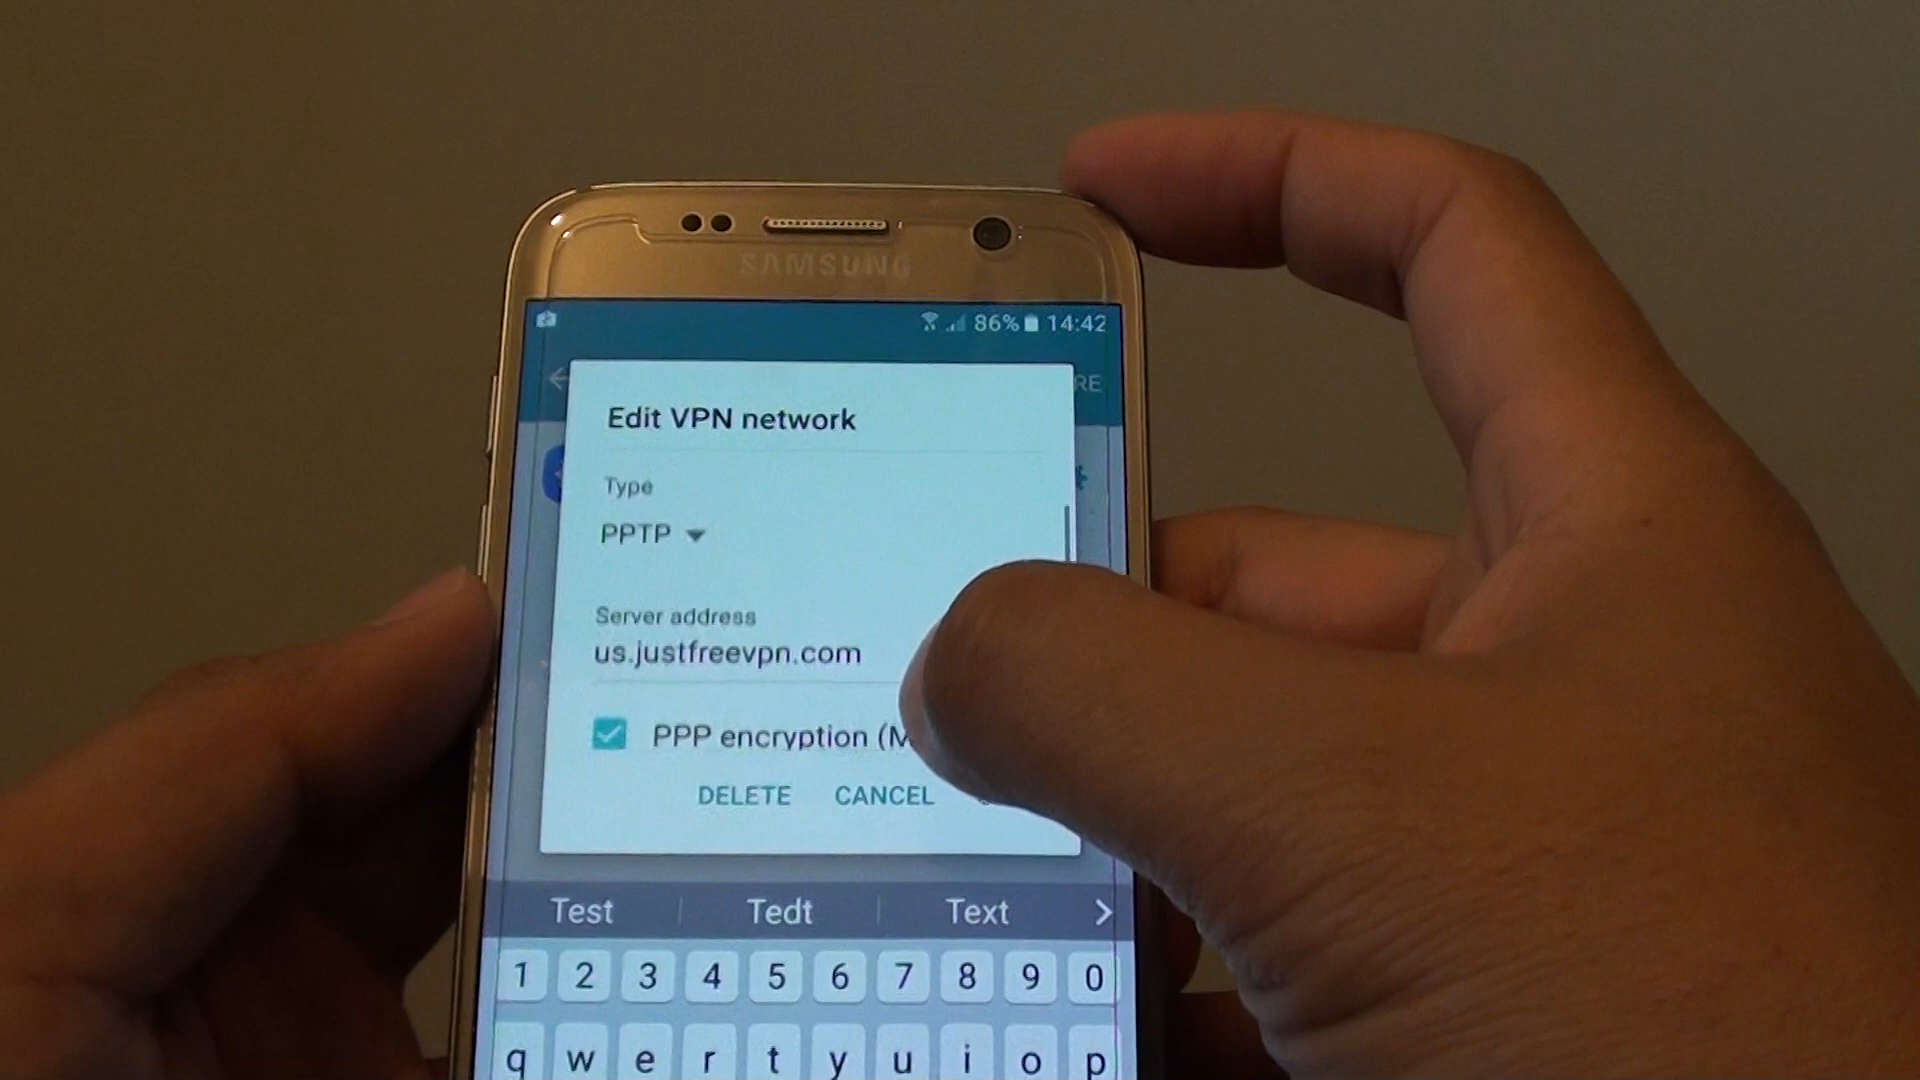 SAMSUNG
86% 14:42
RE
Edit VPN network
Type
PPTP
Server address
us.justfreevpn.com
PPP encryption (M
DELETE CANCEL
Test Tedt Text >
1 2 3 4 5 6 7 8 9 0
q w e r t y u i o p